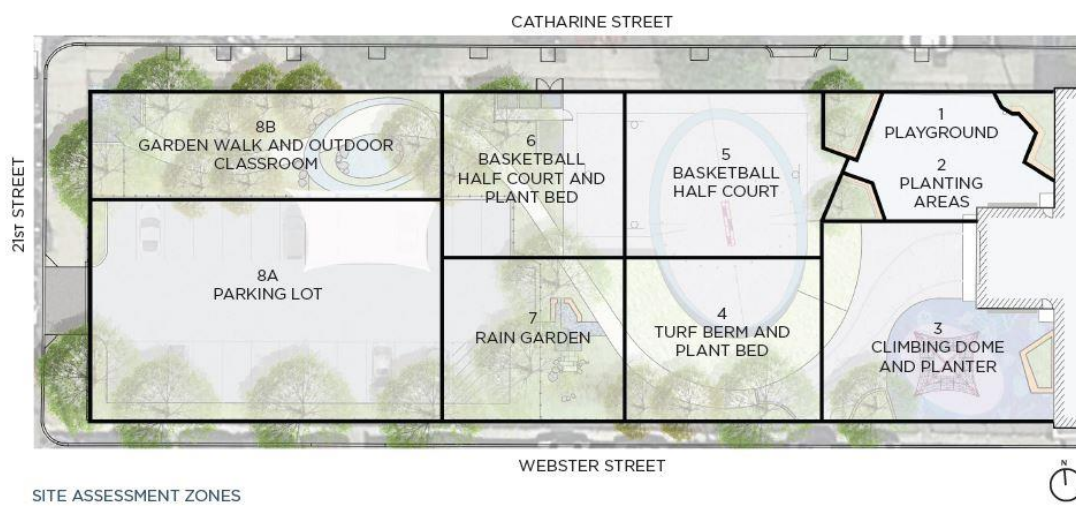 CATHARINE STREET
21ST STREET
8B
GARDEN WALK AND OUTDOOR
CLASSROOM
6
BASKETBALL
HALF COURT AND
PLANT BED
5
BASKETBALL
HALF COURT
1
PLAYGROUND
2
PLANTING
AREAS
8A
PARKING LOT
7
RAIN GARDEN
4
TURF BERM AND
PLANT BED
3
CLIMBING DOME
AND PLANTER
WEBSTER STREET
N
SITE ASSESSMENT ZONES